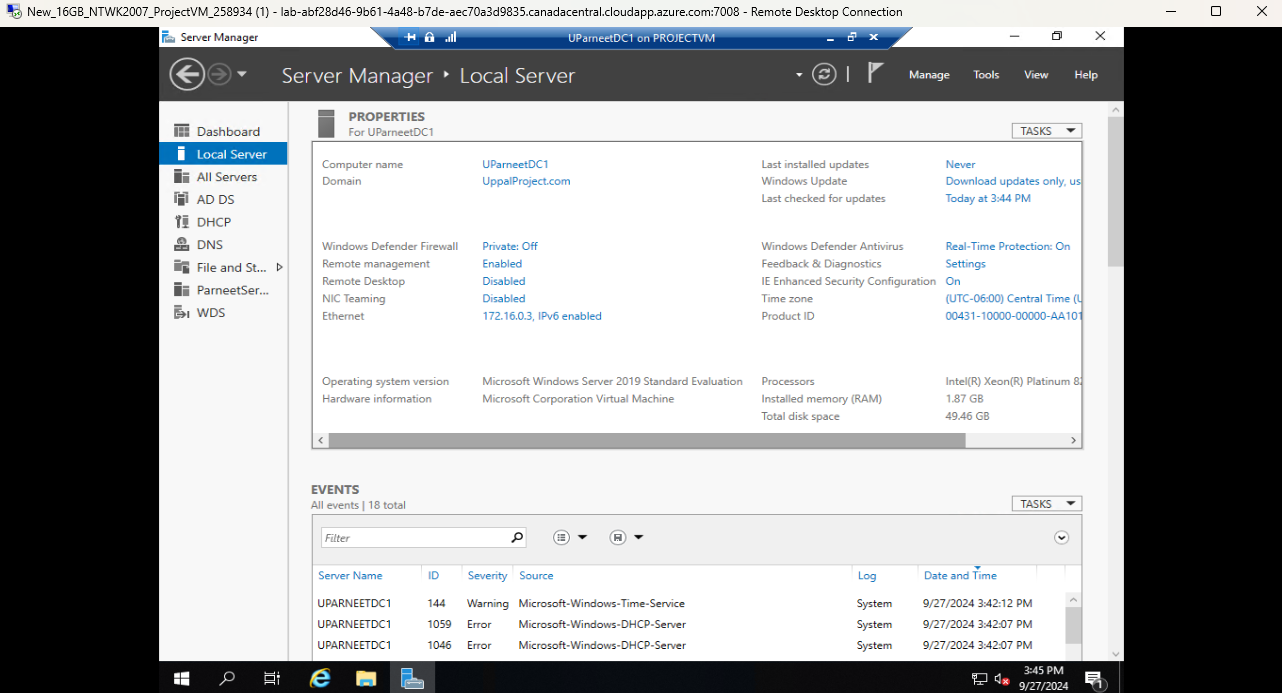 New_16GB_NTWK2007_ProjectVM_258934 (1) - lab-abf28d46-9b61-4a48-b7de-aec70a3d9835.canadacentral.cloudapp.azure.com:7008 - Remote Desktop Connection
Server Manager
UParneetDC1 on PROJECTVM
Server Manager ‣ Local Server
Manage Tools View Help
Dashboard
Local Server
All Servers
AD DS
DHCP
DNS
File and St...
ParneetSer...
WDS
PROPERTIES
For UParneetDC1
TASKS
Computer name UParneetDC1 Last installed updates Never
Domain UppalProject.com Windows Update Download updates only, us
Last checked for updates Today at 3:44 PM
Windows Defender Firewall Private: Off Windows Defender Antivirus Real-Time Protection: On
Remote management Enabled Feedback & Diagnostics Settings
Remote Desktop Disabled IE Enhanced Security Configuration On
NIC Teaming Disabled Time zone (UTC-06:00) Central Time (U
Ethernet 172.16.0.3, IPv6 enabled Product ID 00431-10000-00000-AA101
Operating system version Microsoft Windows Server 2019 Standard Evaluation Processors Intel(R) Xeon(R) Platinum 82
Hardware information Microsoft Corporation Virtual Machine Installed memory (RAM) 1.87 GB
Total disk space 49.46 GB
EVENTS
All events | 18 total
TASKS
Filter
Server Name ID Severity Source Log Date and Time
UPARNEETDC1 144 Warning Microsoft-Windows-Time-Service System 9/27/2024 3:42:12 PM
UPARNEETDC1 1059 Error Microsoft-Windows-DHCP-Server System 9/27/2024 3:42:07 PM
UPARNEETDC1 1046 Error Microsoft-Windows-DHCP-Server System 9/27/2024 3:42:07 PM
3:45 PM
9/27/2024
1